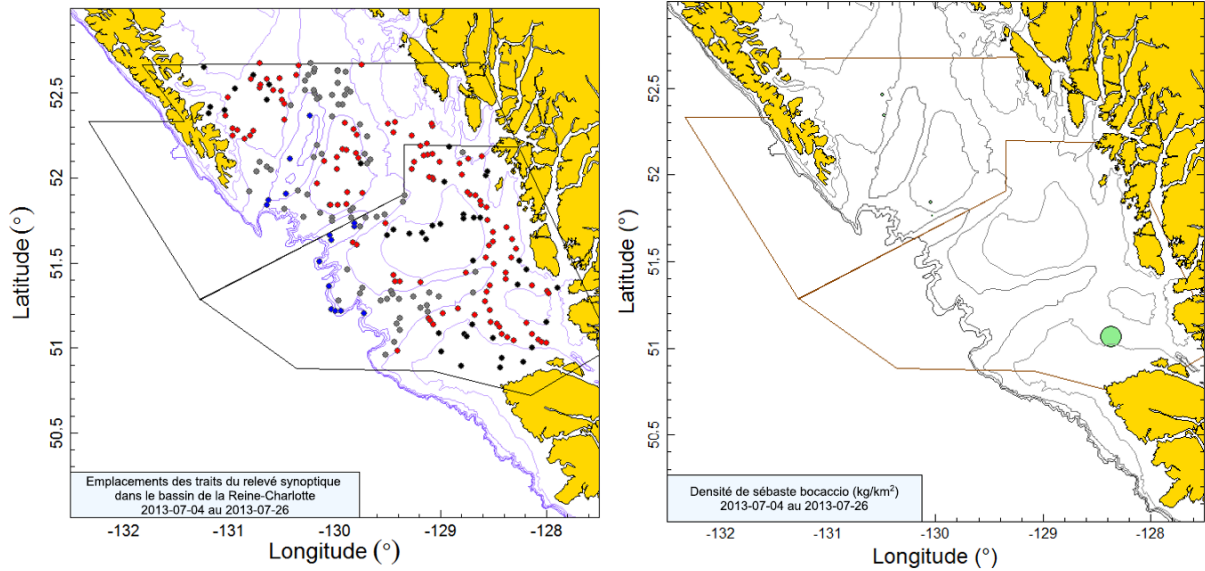 52.5
52
51.5
51
50.5
Latitude (°)
Emplacements des traits du relevé synoptique
dans le bassin de la Reine-Charlotte
2013-07-04 au 2013-07-26
-132
-131
-130
-129
-128
Longitude (°)
52.5
52
51.5
51
50.5
Latitude (°)
Densité de sébaste bocaccio (kg/km²)
2013-07-04 au 2013-07-26
-132
-131
-130
-129
-128
Longitude (°)